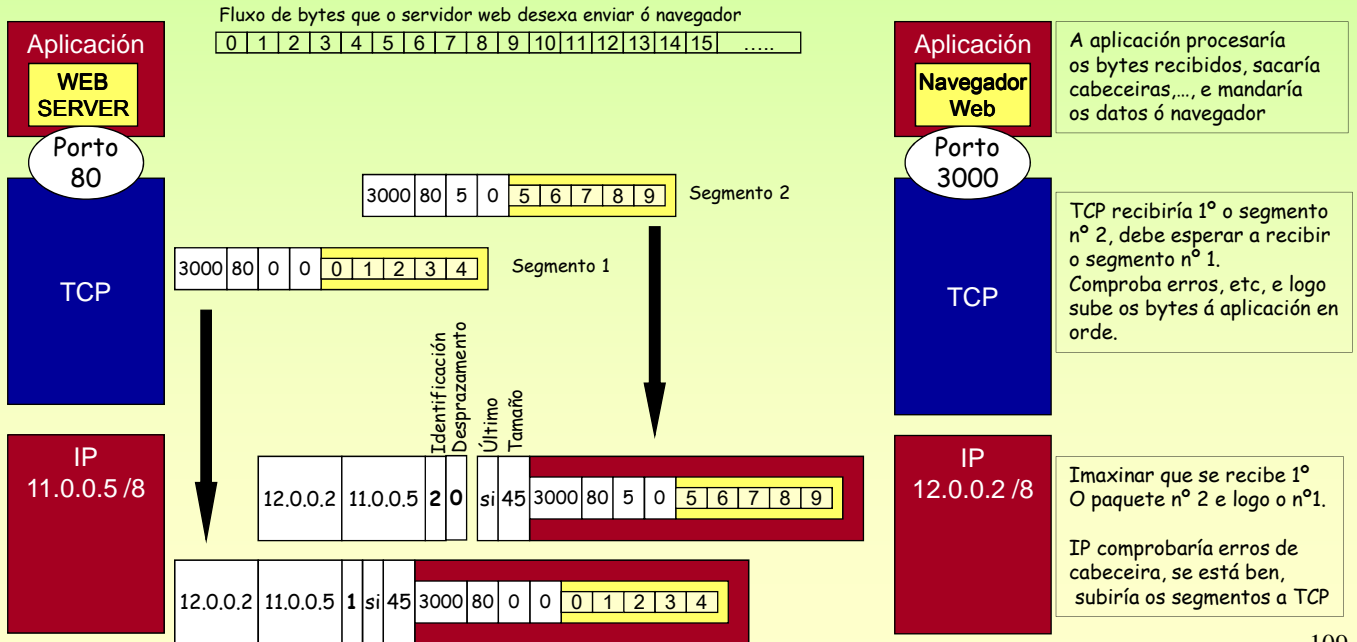 Fluxo de bytes que o servidor web desexa enviar ó navegador
0 1 2 3 4 5 6 7 8 9 10 11 12 13 14 15 …..
Aplicación
WEB
SERVER
Porto
80
TCP
IP
11.0.0.5 /8
3000 80 5 0 5 6 7 8 9
Segmento 2
3000 80 0 0 0 1 2 3 4
Segmento 1
Identificación
Desprazamento
Último
Tamaño
12.0.0.2 11.0.0.5 2 0 si 45 3000 80 5 0 5 6 7 8 9
12.0.0.2 11.0.0.5 1 si 45 3000 80 0 0 0 1 2 3 4
Aplicación
Navegador
Web
Porto
3000
TCP
IP
12.0.0.2 /8
A aplicación procesaría
os bytes recibidos, sacaría
cabeceiras,…, e mandaría
os datos ó navegador
TCP recibiría 1º o segmento
nº 2, debe esperar a recibir
o segmento nº 1.
Comproba erros, etc, e logo
sube os bytes á aplicación en
orde.
Imaxinar que se recibe 1º
O paquete nº 2 e logo o nº1.
IP comprobaría erros de
cabeceira, se está ben,
subiría os segmentos a TCP